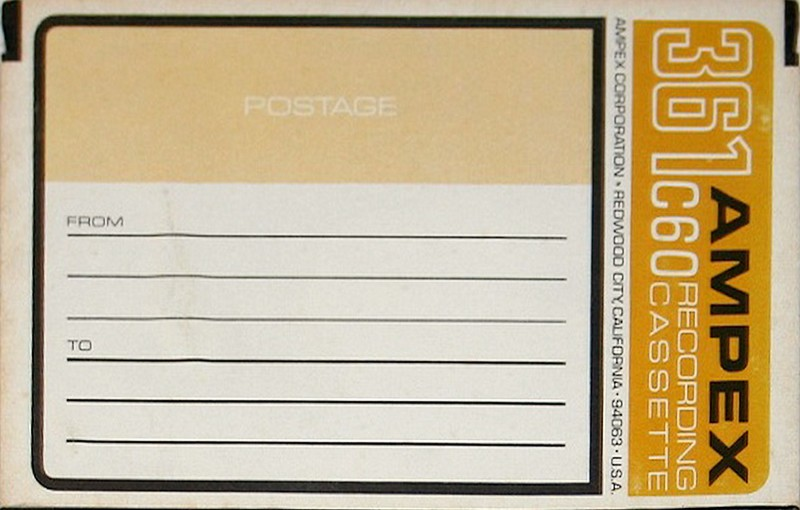 POSTAGE
FROM
TO
AMPEX CORPORATION • REDWOOD CITY, CALIFORNIA • 94063 • U.S.A.
361
C60
RECORDING
CASSETTE
AMPEX